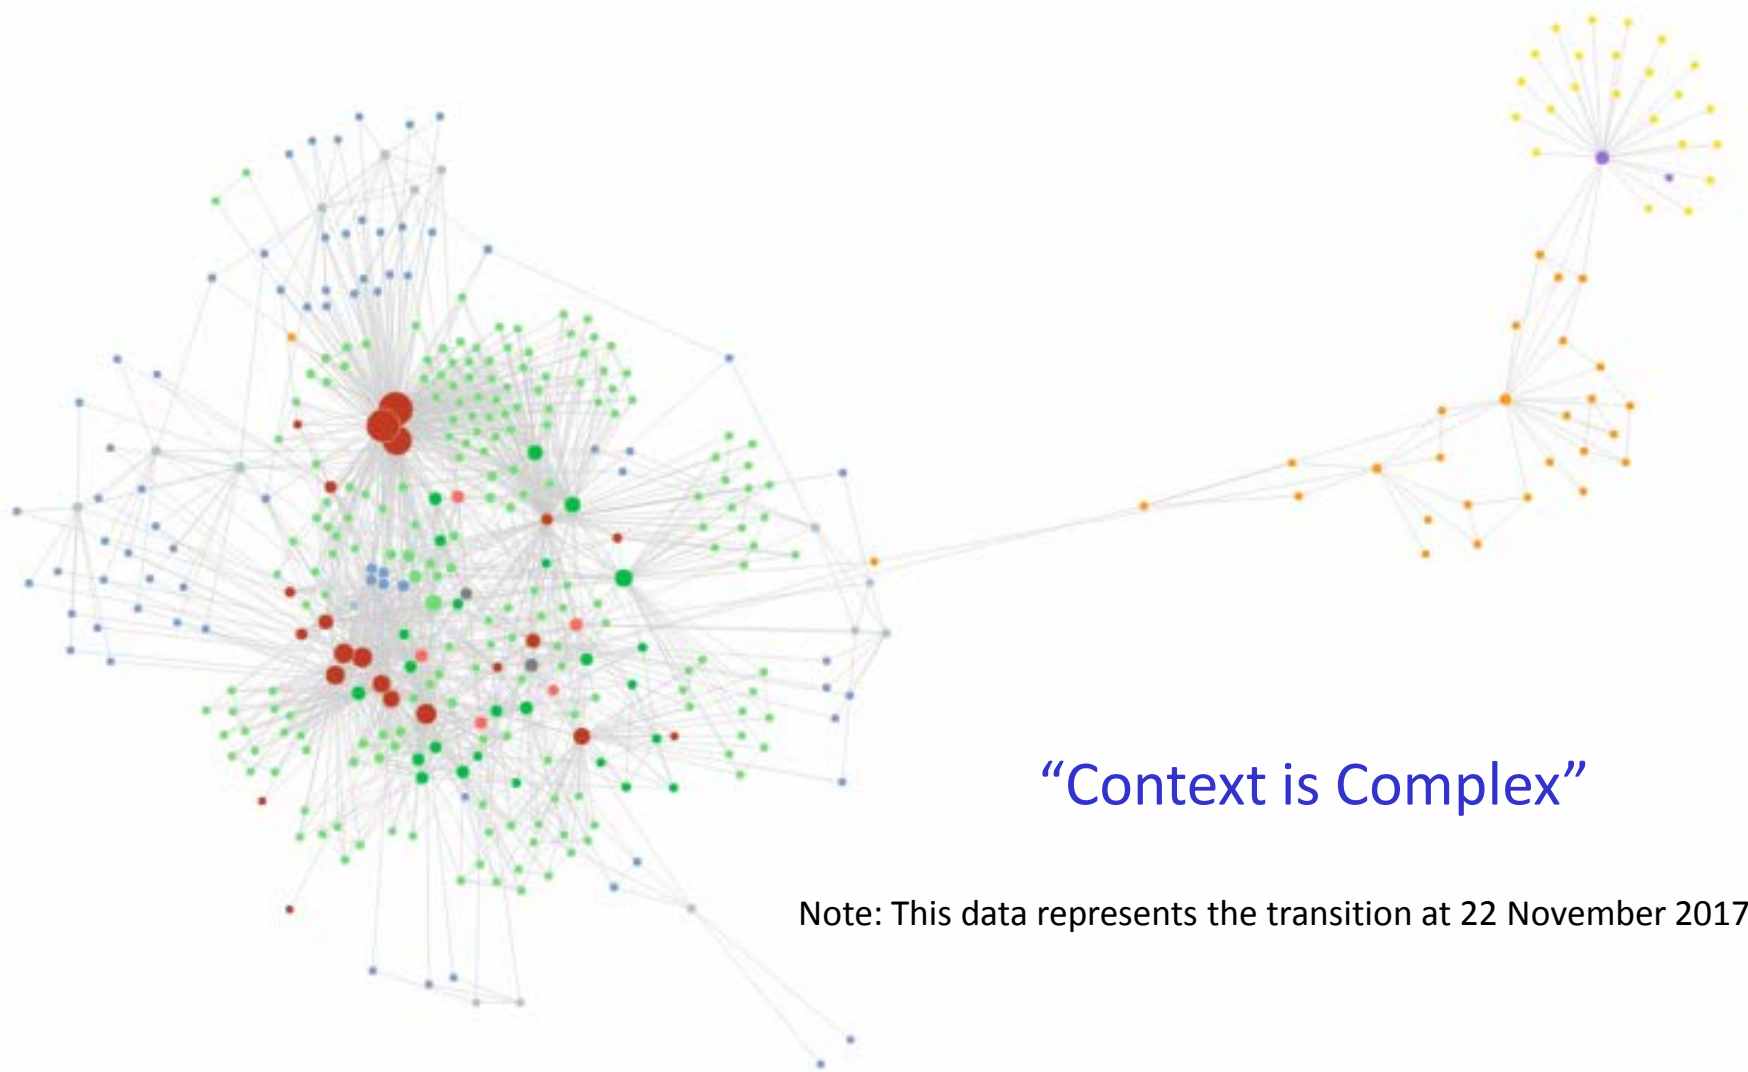 “Context is Complex”
Note: This data represents the transition at 22 November 2017